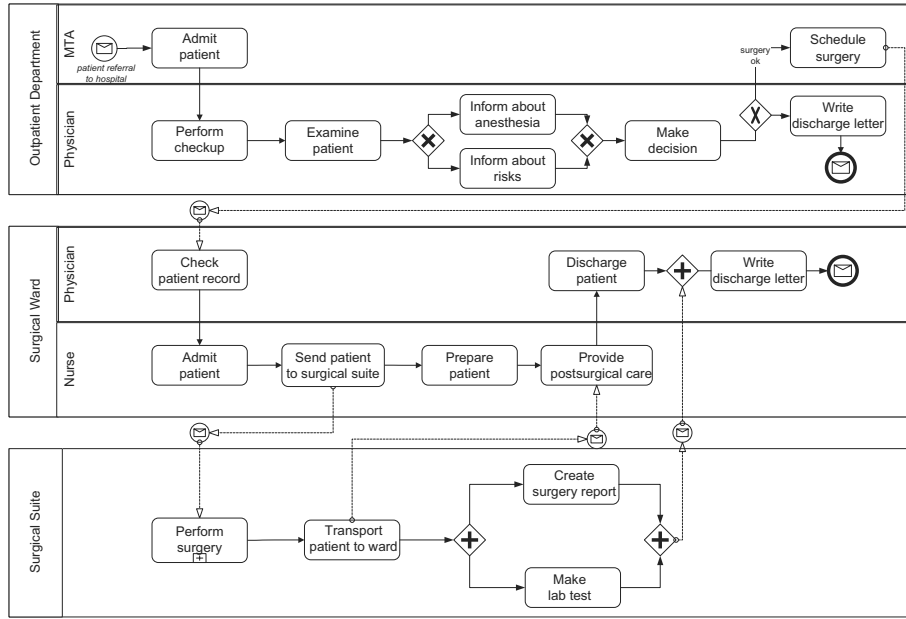 Outpatient Department
MTA
patient referral
to hospital
Admit
patient
surgery
ok
Schedule
surgery
Physician
Perform
checkup
Examine
patient
Inform about
anesthesia
Inform about
risks
Make
decision
Write
discharge letter
Surgical Ward
Physician
Check
patient record
Discharge
patient
Write
discharge letter
Nurse
Admit
patient
Send patient
to surgical suite
Prepare
patient
Provide
postsurgical care
Surgical Suite
Perform
surgery
Transport
patient to ward
Create
surgery report
Make
lab test